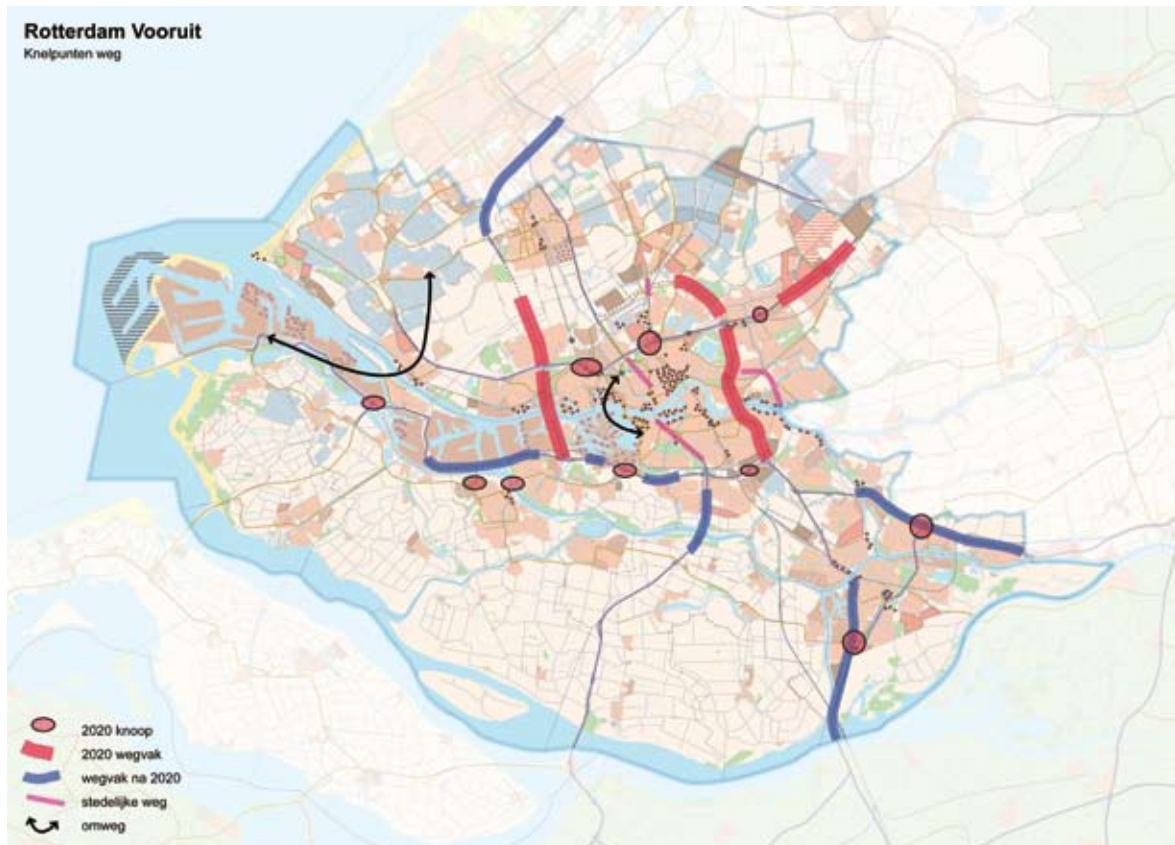 Rotterdam Vooruit
Knelpunten weg
2020 knoop
2020 wegvak
wegvak na 2020
stedelijke weg
omweg